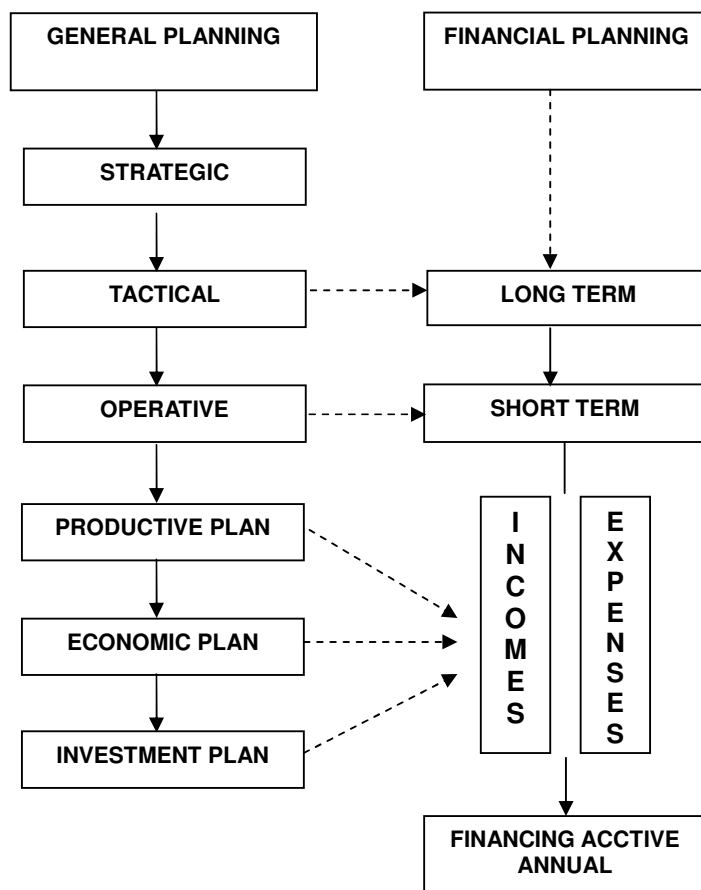 GENERAL PLANNING
FINANCIAL PLANNING
STRATEGIC
TACTICAL
LONG TERM
OPERATIVE
SHORT TERM
PRODUCTIVE PLAN
INCOMES
EXPENSES
ECONOMIC PLAN
INVESTMENT PLAN
FINANCING ACCTIVE
ANNUAL